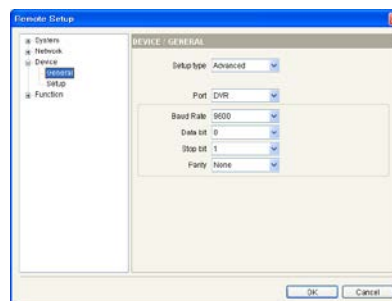 Remote Setup
System
Network
Device
General
Setup
Function
DEVICE / GENERAL
Setup type Advanced
Port DVR
Baud Rate 9600
Data bit 8
Stop bit 1
Parity None
OK Cancel